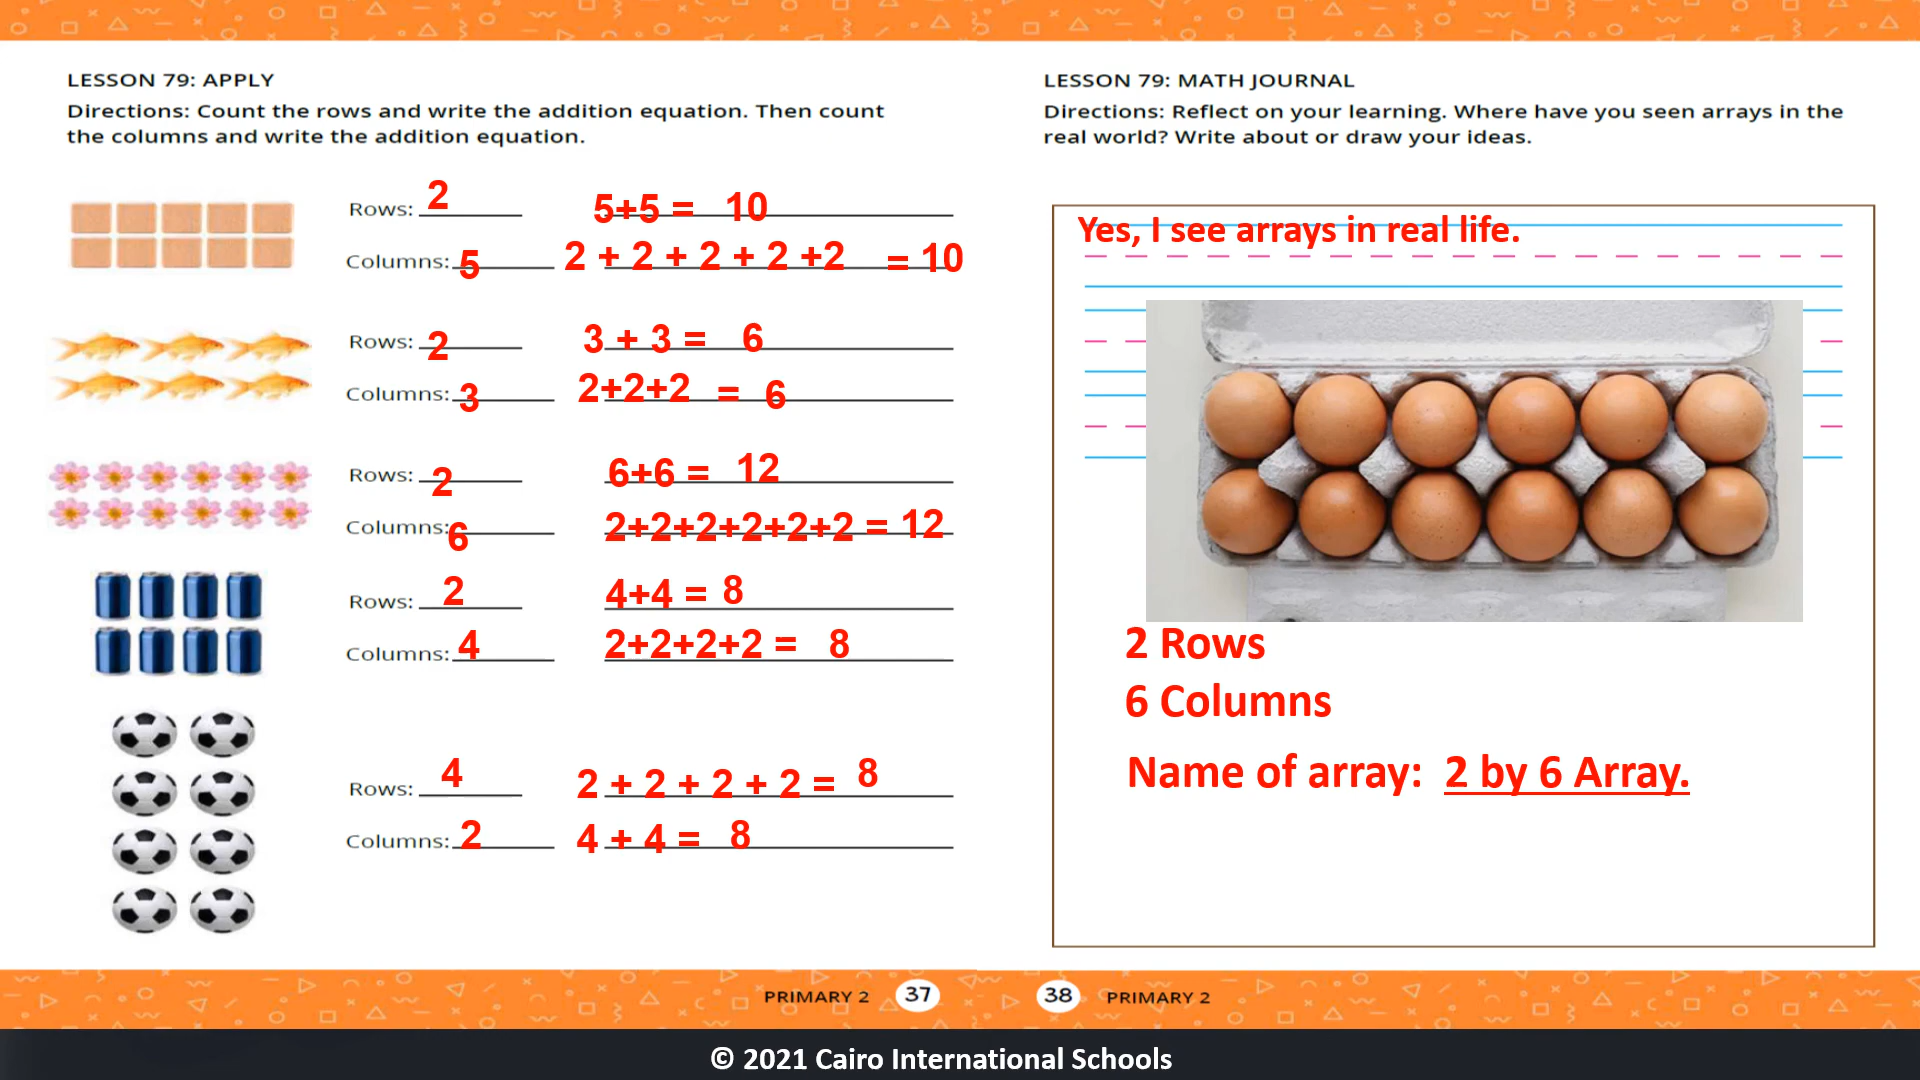 LESSON 79: APPLY
Directions: Count the rows and write the addition equation. Then count
the columns and write the addition equation.
Rows: 2 5+5 = 10
Columns: 5 2 + 2 + 2 + 2 +2 = 10
Rows: 2 3 + 3 = 6
Columns: 3 2+2+2 = 6
Rows: 2 6+6 = 12
Columns: 6 2+2+2+2+2+2 = 12
Rows: 2 4+4 = 8
Columns: 4 2+2+2+2 = 8
Rows: 4 2 + 2 + 2 + 2 = 8
Columns: 2 4 + 4 = 8
PRIMARY 2 37
LESSON 79: MATH JOURNAL
Directions: Reflect on your learning. Where have you seen arrays in the
real world? Write about or draw your ideas.
Yes, I see arrays in real life.
2 Rows
6 Columns
Name of array: 2 by 6 Array.
38 PRIMARY 2
© 2021 Cairo International Schools